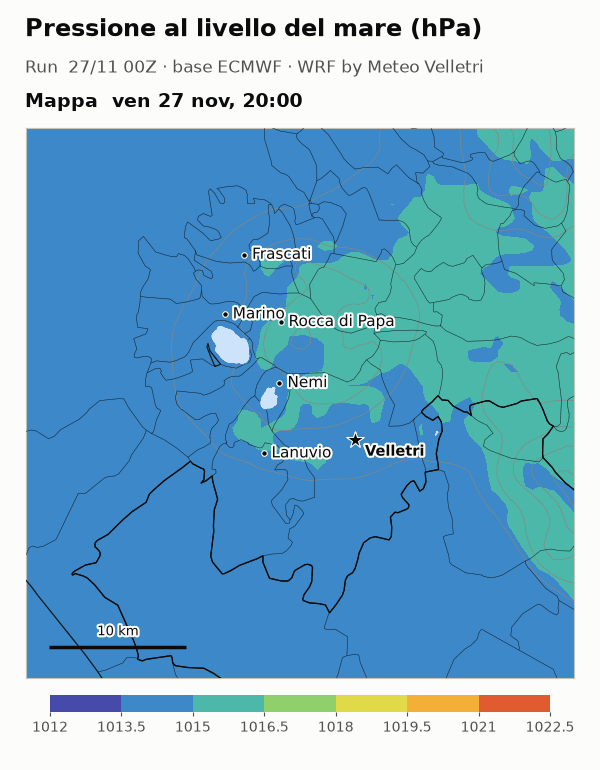 Pressione al livello del mare (hPa)
Run  27/11 00Z · base ECMWF · WRF by Meteo Velletri
Mappa  ven 27 nov, 20:00
Frascati
Marino
Rocca di Papa
Nemi
Velletri
Lanuvio
10 km
1012 1013.5 1015 1016.5 1018 1019.5 1021 1022.5